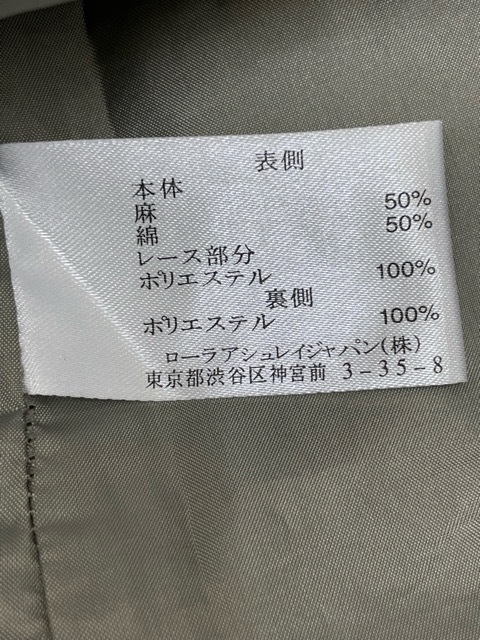 表側
本体
麻 50%
綿 50%
レース部分
ポリエステル 100%
裏側
ポリエステル 100%
ローラアシュレイジャパン(株)
東京都渋谷区神宮前 3-35-8